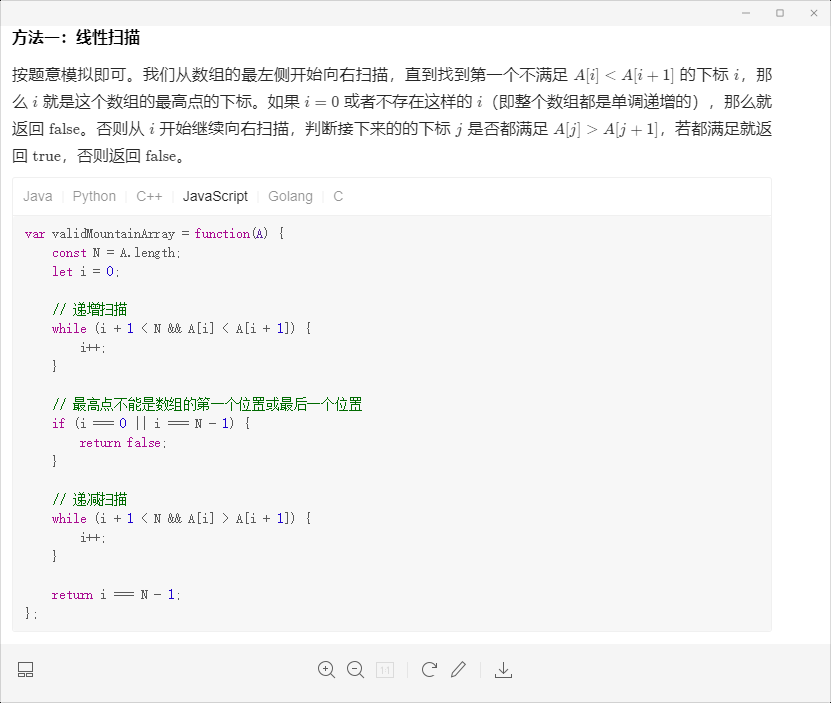 方法一：线性扫描
按题意模拟即可。我们从数组的最左侧开始向右扫描，直到找到第一个不满足 A[i] < A[i + 1] 的下标 i，那
么 i 就是这个数组的最高点的下标。如果 i = 0 或者不存在这样的 i（即整个数组都是单调递增的），那么就
返回 false。否则从 i 开始继续向右扫描，判断接下来的的下标 j 是否都满足 A[j] > A[j + 1]，若都满足就返
回 true，否则返回 false。
Java Python C++ JavaScript Golang C
var validMountainArray = function(A) {
    const N = A.length;
    let i = 0;
    // 递增扫描
    while (i + 1 < N && A[i] < A[i + 1]) {
        i++;
    }
    // 最高点不能是数组的第一个位置或最后一个位置
    if (i === 0 || i === N - 1) {
        return false;
    }
    // 递减扫描
    while (i + 1 < N && A[i] > A[i + 1]) {
        i++;
    }
    return i === N - 1;
};
1:1